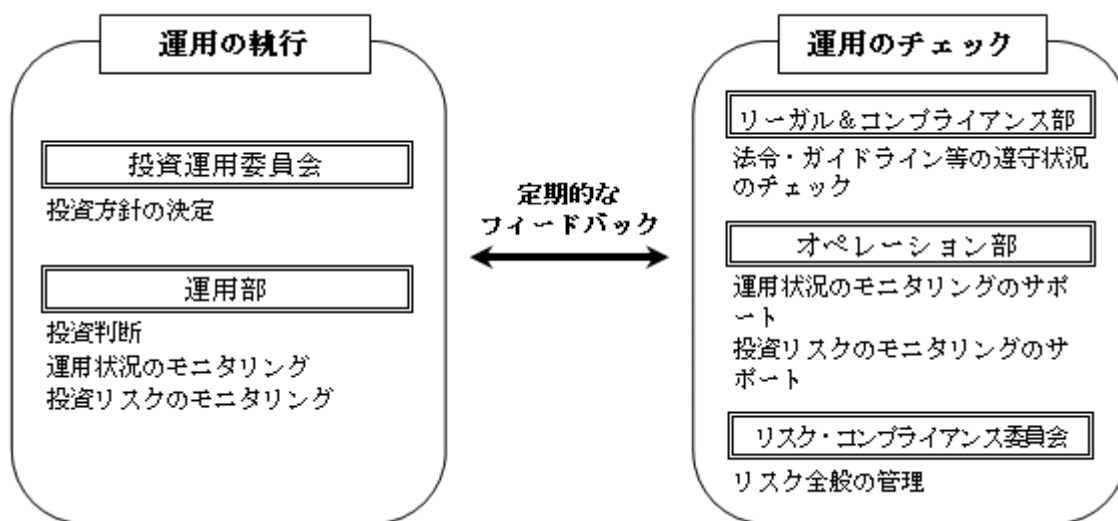 運用の執行
投資運用委員会
投資方針の決定
運用部
投資判断
運用状況のモニタリング
投資リスクのモニタリング
定期的な
フィードバック
運用のチェック
リーガル＆コンプライアンス部
法令・ガイドライン等の遵守状況
のチェック
オペレーション部
運用状況のモニタリングのサポ
ート
投資リスクのモニタリングのサ
ポート
リスク・コンプライアンス委員会
リスク全般の管理